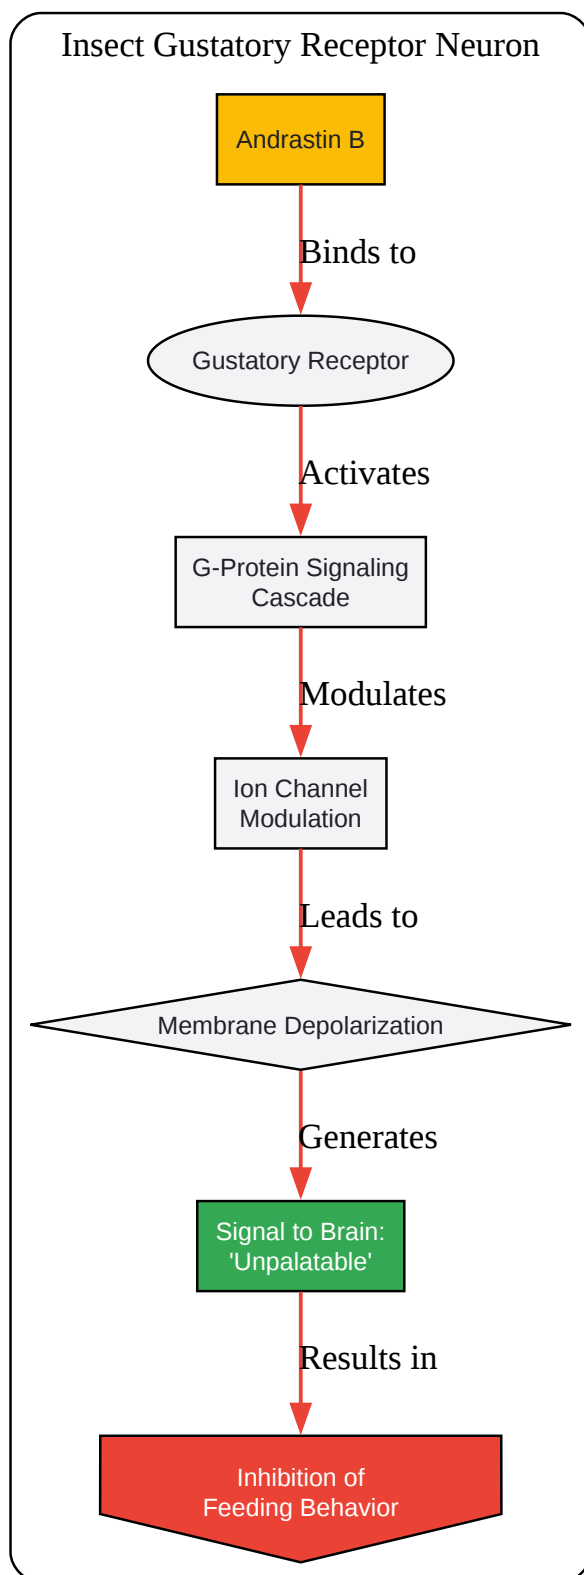 Insect Gustatory Receptor Neuron
Andrastin B
Binds to
Gustatory Receptor
Activates
G-Protein Signaling
Cascade
Modulates
Ion Channel
Modulation
Leads to
Membrane Depolarization
Generates
Signal to Brain:
'Unpalatable'
Results in
Inhibition of
Feeding Behavior